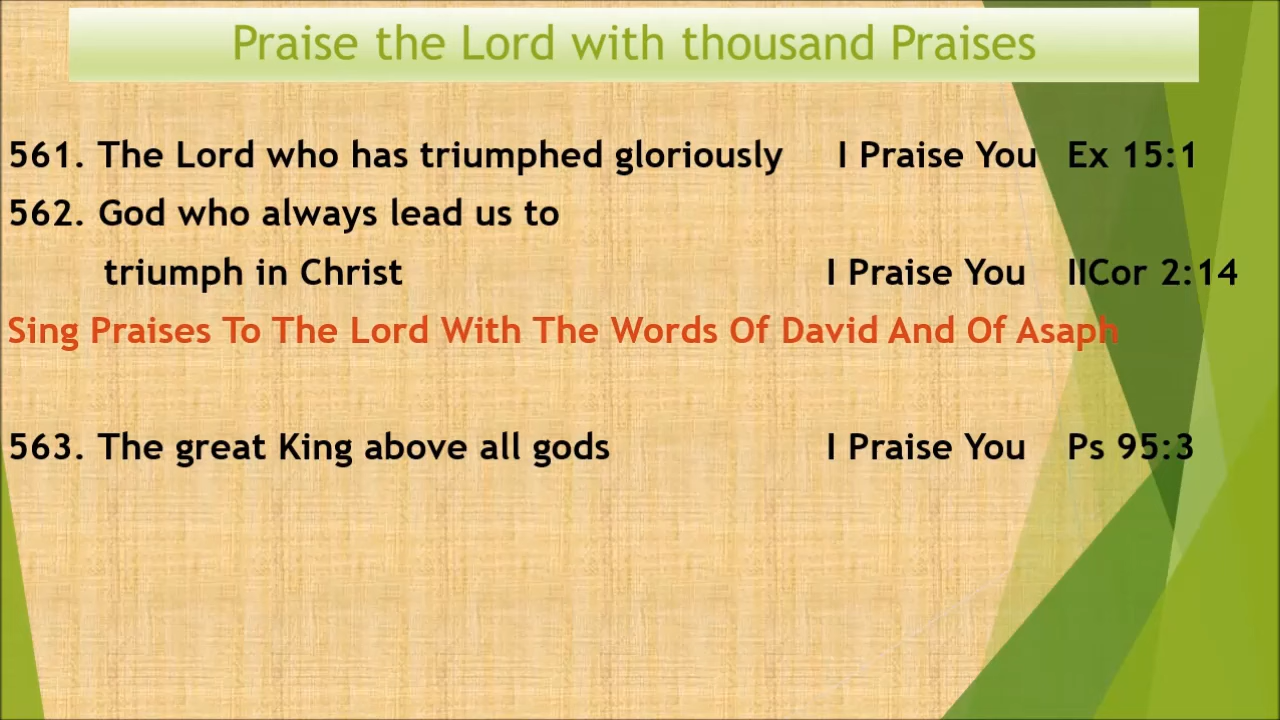 Praise the Lord with thousand Praises
561. The Lord who has triumphed gloriously I Praise You Ex 15:1
562. God who always lead us to
triumph in Christ I Praise You IICor 2:14
Sing Praises To The Lord With The Words Of David And Of Asaph
563. The great King above all gods I Praise You Ps 95:3